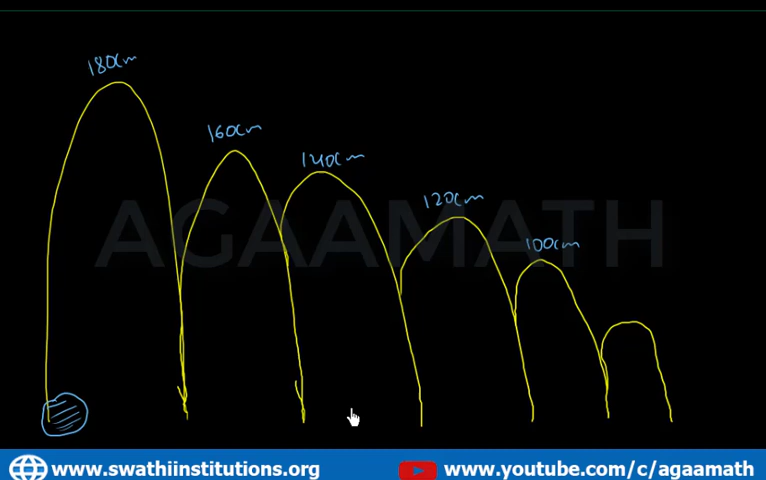 180cm
160cm
140cm
120cm
100cm
AGAAMATH
www.swathiinstitutions.org
www.youtube.com/c/agaamath